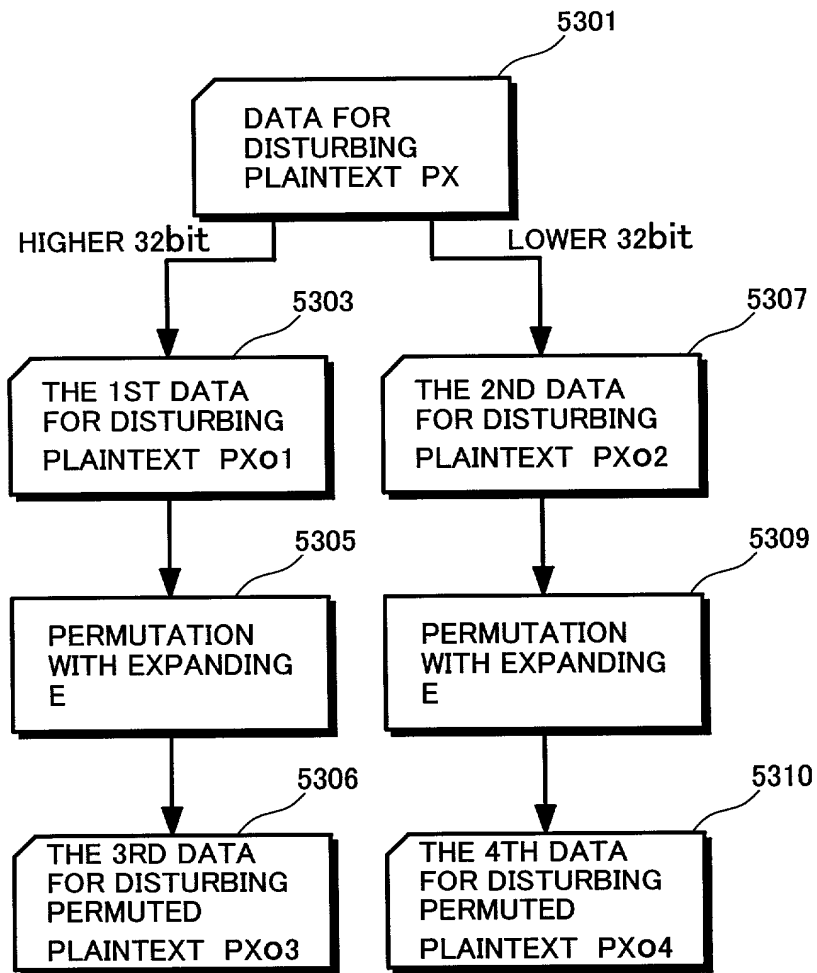 5301
DATA FOR
DISTURBING
PLAINTEXT PX
HIGHER 32bit
LOWER 32bit
5303
THE 1ST DATA
FOR DISTURBING
PLAINTEXT PXo1
5307
THE 2ND DATA
FOR DISTURBING
PLAINTEXT PXo2
5305
PERMUTATION
WITH EXPANDING
E
5309
PERMUTATION
WITH EXPANDING
E
5306
THE 3RD DATA
FOR DISTURBING
PERMUTED
PLAINTEXT PXo3
5310
THE 4TH DATA
FOR DISTURBING
PERMUTED
PLAINTEXT PXo4